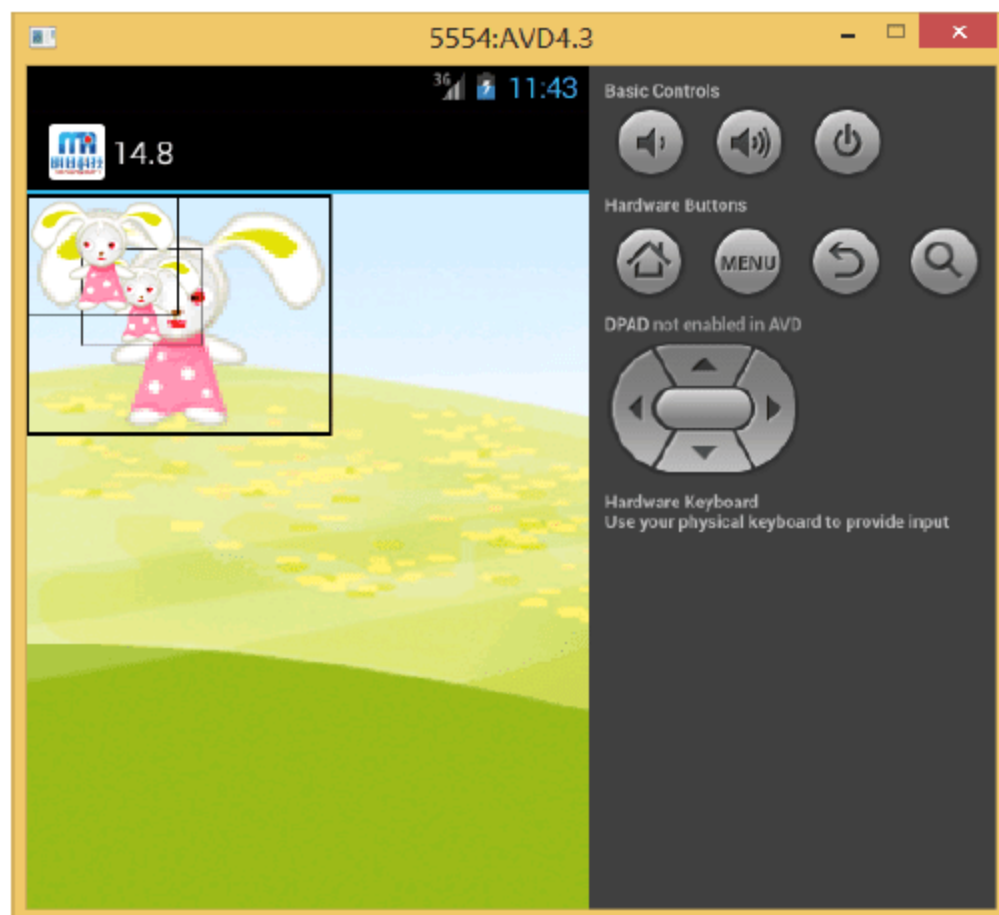 5554:AVD4.3
3G 11:43
14.8
Basic Controls
Hardware Buttons
MENU
DPAD not enabled in AVD
Hardware Keyboard
Use your physical keyboard to provide input